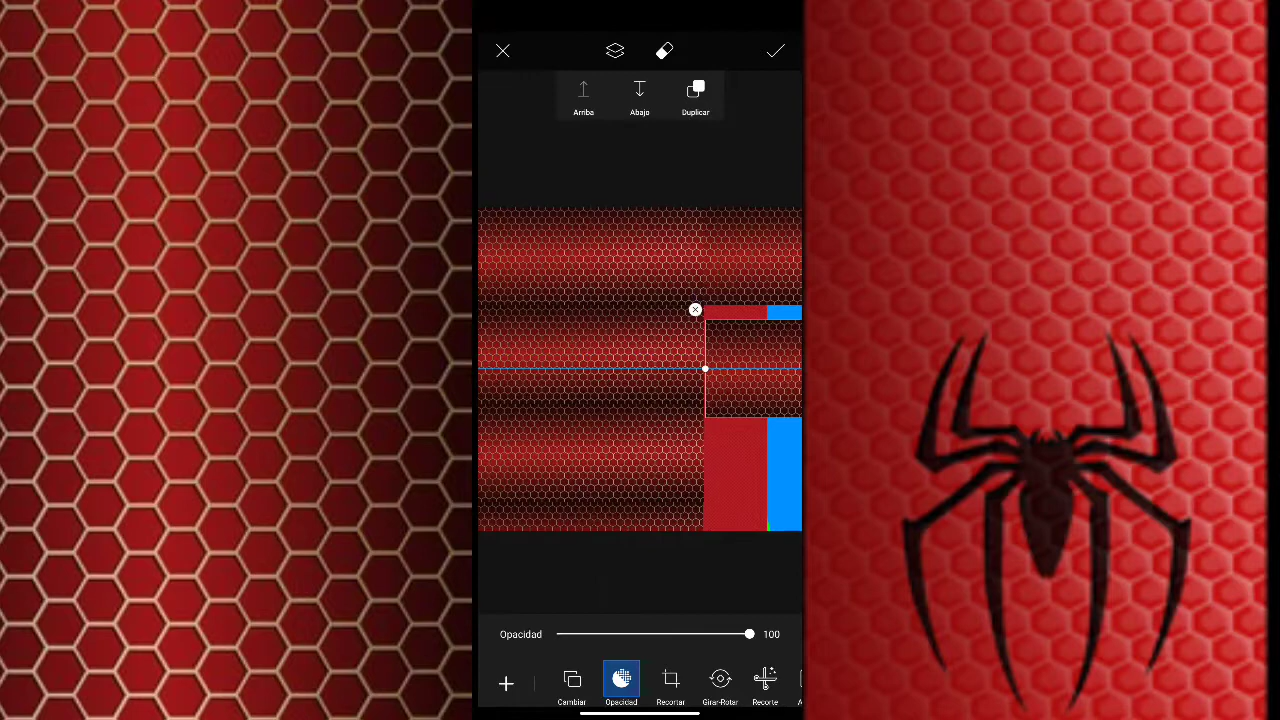 Arriba Abajo Duplicar
Opacidad 100
Cambiar Opacidad Recortar Girar-Rotar Recorte